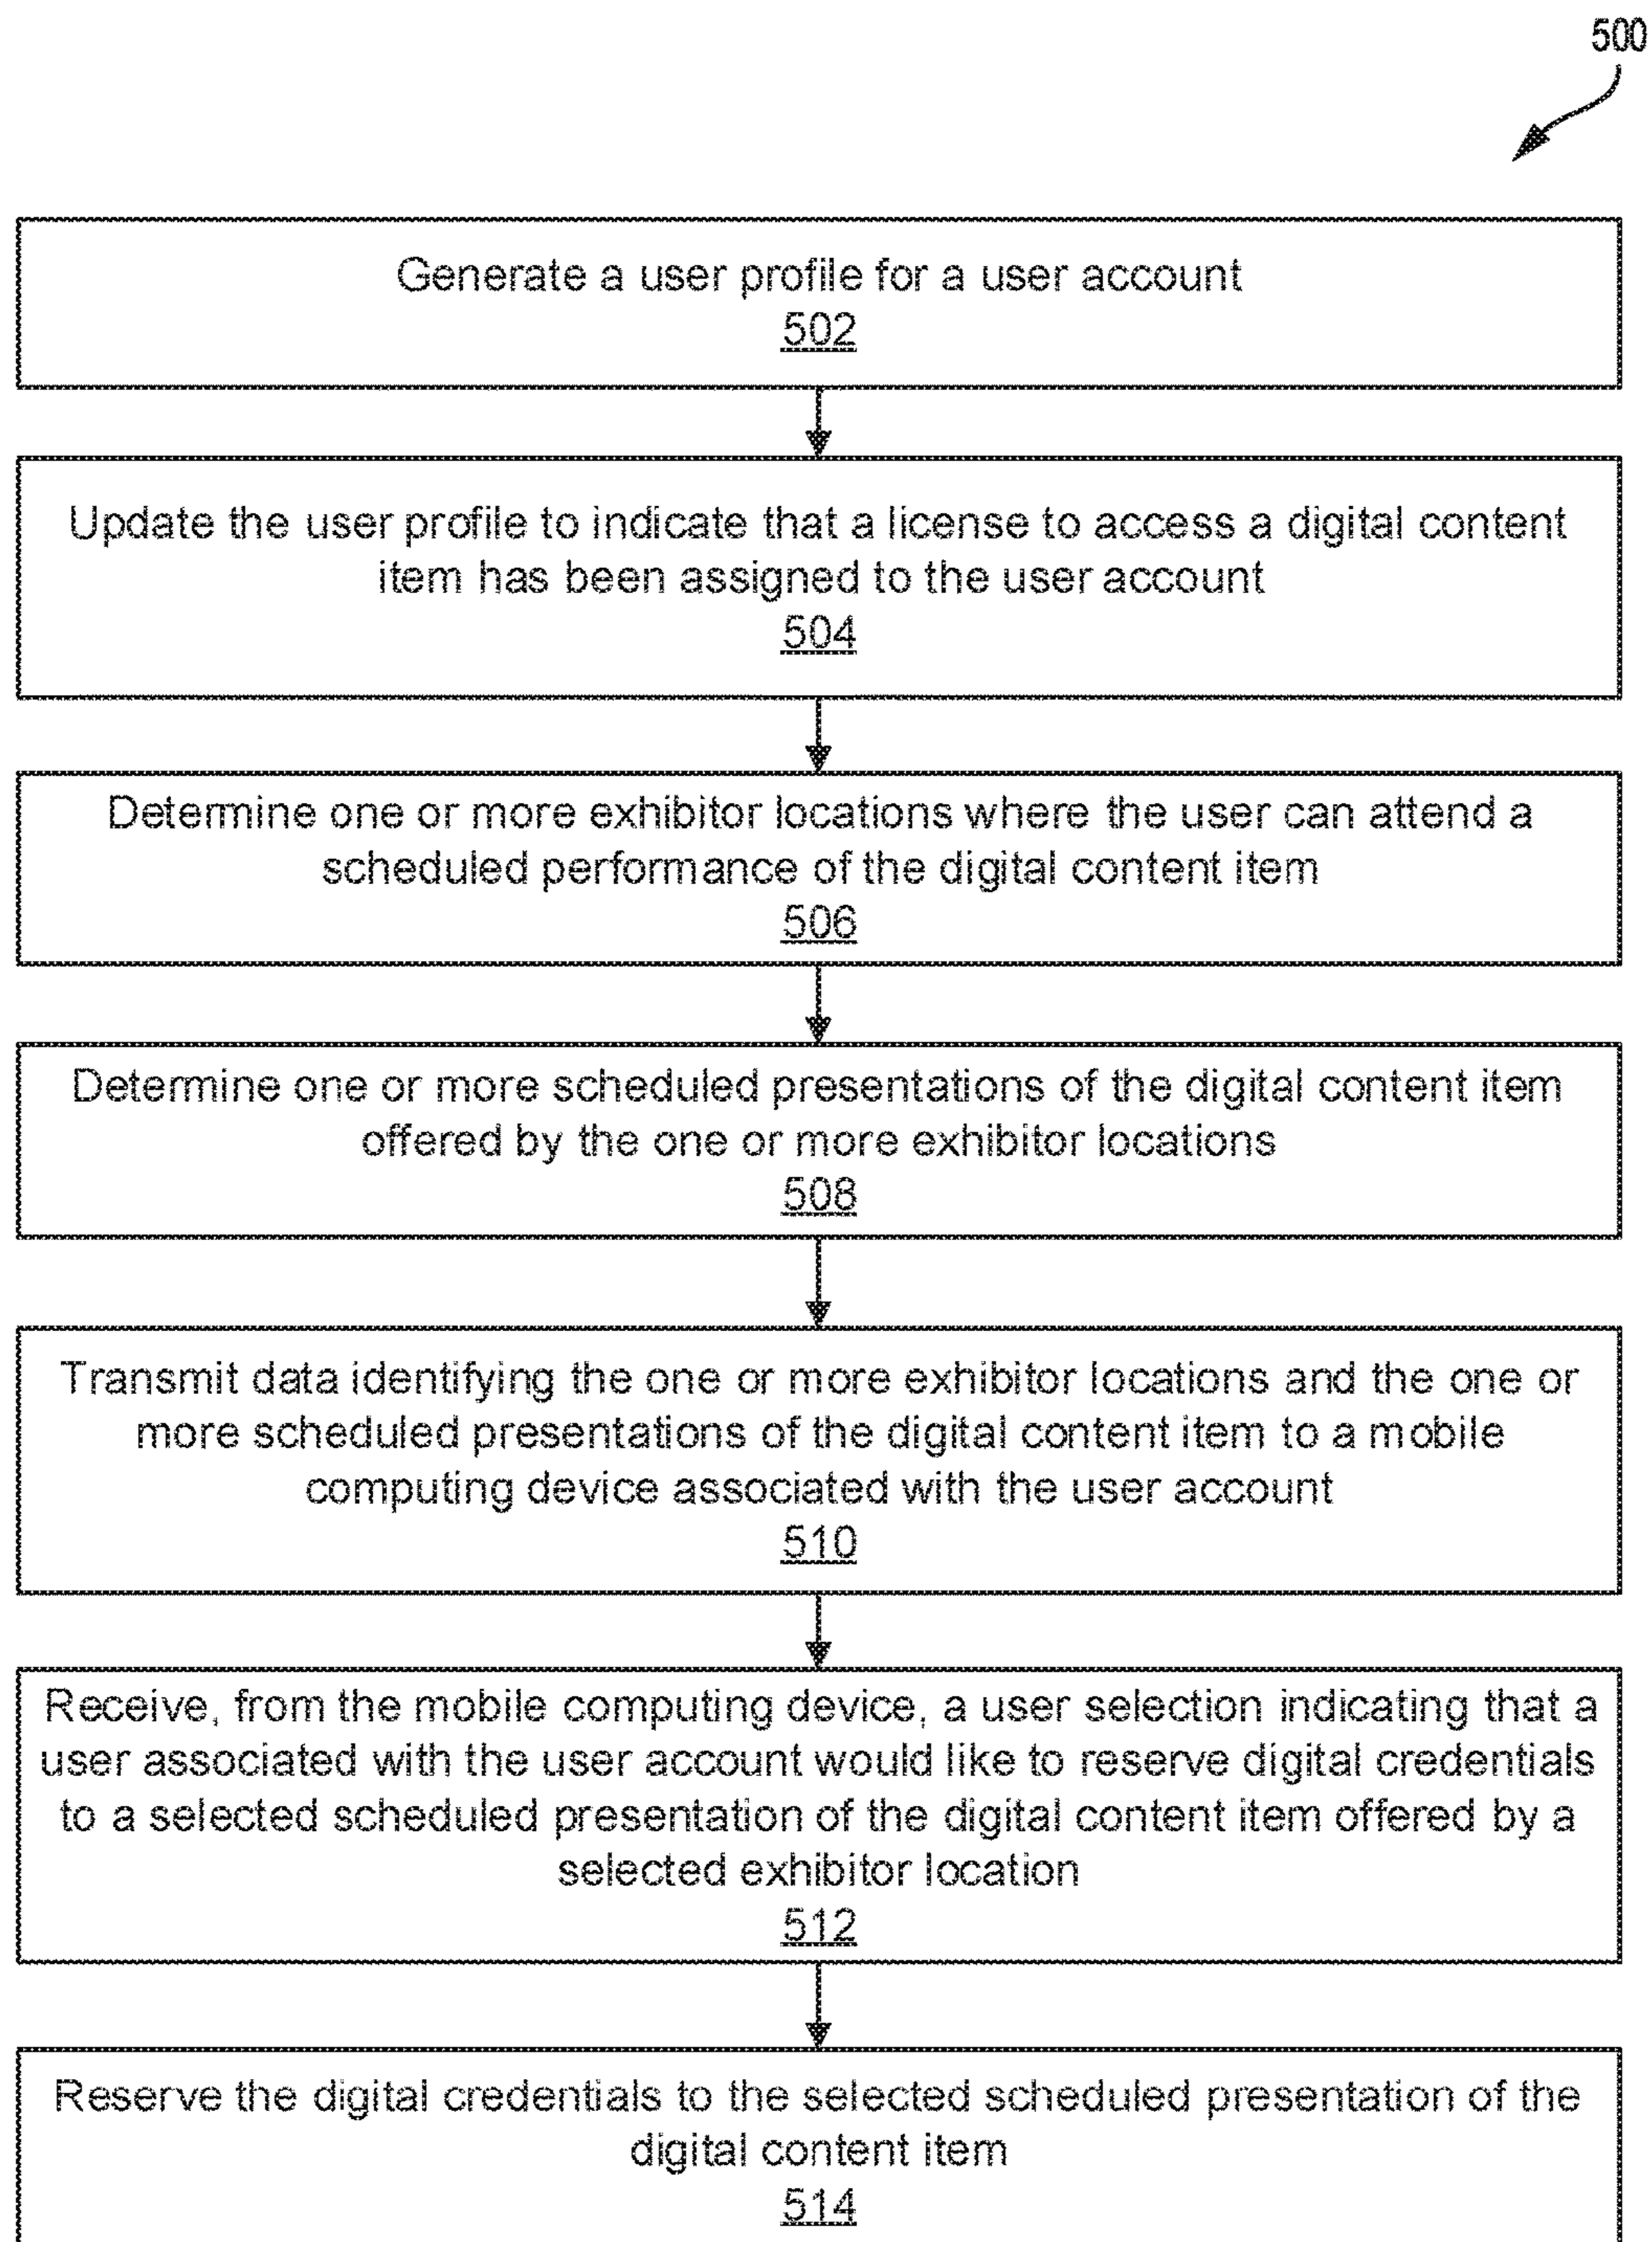 500
Generate a user profile for a user account
502
Update the user profile to indicate that a license to access a digital content
item has been assigned to the user account
504
Determine one or more exhibitor locations where the user can attend a
scheduled performance of the digital content item
506
Determine one or more scheduled presentations of the digital content item
offered by the one or more exhibitor locations
508
Transmit data identifying the one or more exhibitor locations and the one or
more scheduled presentations of the digital content item to a mobile
computing device associated with the user account
510
Receive, from the mobile computing device, a user selection indicating that a
user associated with the user account would like to reserve digital credentials
to a selected scheduled presentation of the digital content item offered by a
selected exhibitor location
512
Reserve the digital credentials to the selected scheduled presentation of the
digital content item
514